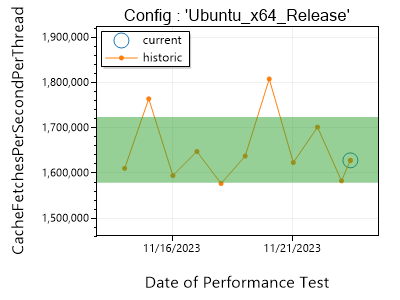 Config : 'Ubuntu_x64_Release'
CacheFetchesPerSecondPerThread
1,900,000
1,800,000
1,700,000
1,600,000
1,500,000
current
historic
11/16/2023
11/21/2023
Date of Performance Test